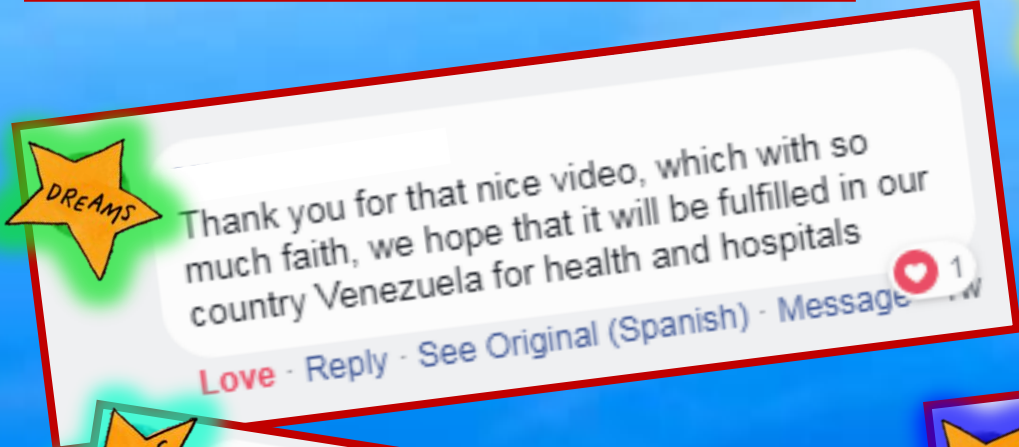 DREAMS
Thank you for that nice video, which with so
much faith, we hope that it will be fulfilled in our
country Venezuela for health and hospitals
1
Love · Reply · See Original (Spanish) · Message